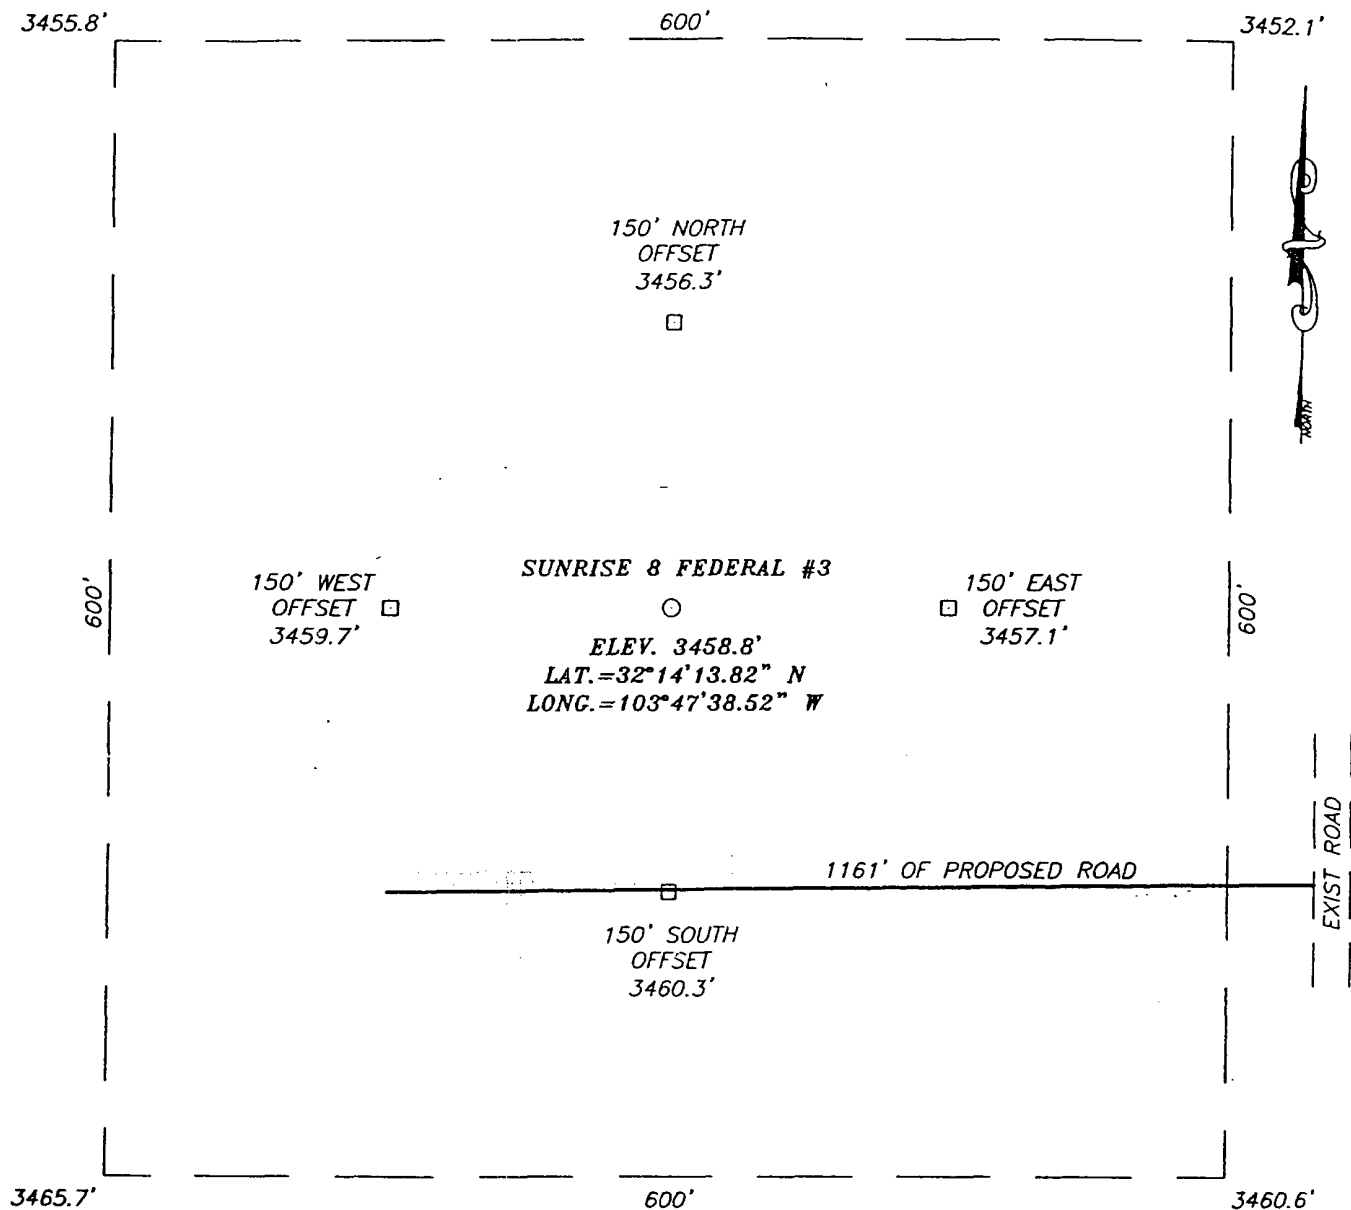 3455.8'
600'
3452.1'
150' NORTH
OFFSET
3456.3'
NORTH
600'
150' WEST
OFFSET
3459.7'
SUNRISE 8 FEDERAL #3
ELEV. 3458.8'
LAT.=32°14'13.82" N
LONG.=103°47'38.52" W
150' EAST
OFFSET
3457.1'
600'
1161' OF PROPOSED ROAD
EXIST ROAD
150' SOUTH
OFFSET
3460.3'
3465.7'
600'
3460.6'